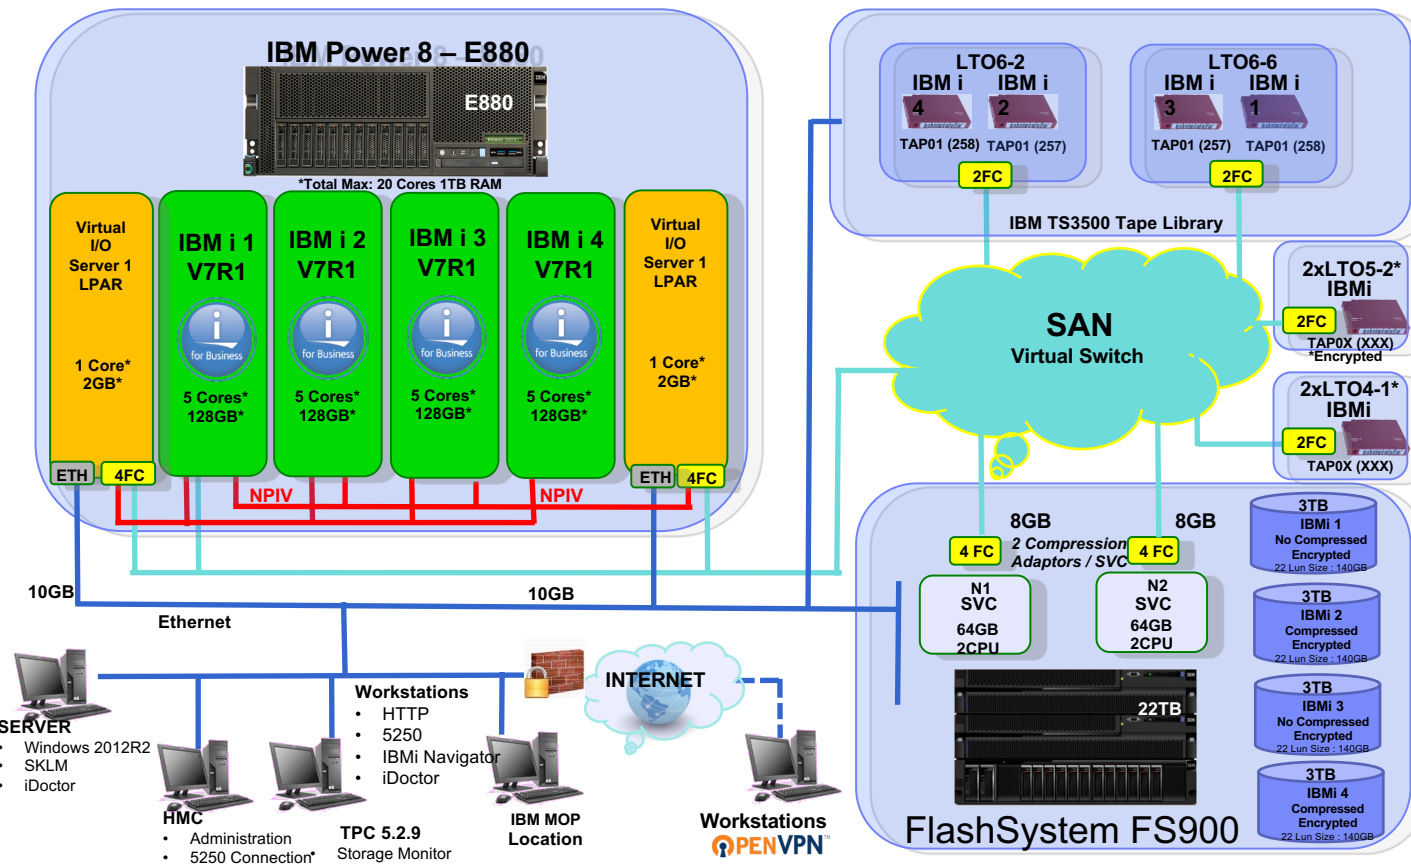 IBM Power 8 – E880
E880
*Total Max: 20 Cores 1TB RAM
Virtual
I/O
Server 1
LPAR
1 Core*
2GB*
ETH
4FC
IBM i 1
V7R1
i
for Business
5 Cores*
128GB*
IBM i 2
V7R1
i
for Business
5 Cores*
128GB*
IBM i 3
V7R1
i
for Business
5 Cores*
128GB*
IBM i 4
V7R1
i
for Business
5 Cores*
128GB*
Virtual
I/O
Server 1
LPAR
1 Core*
2GB*
ETH
4FC
NPIV
NPIV
10GB
10GB
Ethernet
LTO6-2
IBM i
4
TAP01 (258)
IBM i
2
TAP01 (257)
2FC
LTO6-6
IBM i
3
TAP01 (257)
IBM i
1
TAP01 (258)
2FC
IBM TS3500 Tape Library
SAN
Virtual Switch
2xLTO5-2*
IBMi
2FC
TAP0X (XXX)
*Encrypted
2xLTO4-1*
IBMi
2FC
TAP0X (XXX)
8GB
8GB
4 FC
2 Compression
Adaptors / SVC
4 FC
N1
SVC
64GB
2CPU
N2
SVC
64GB
2CPU
22TB
FlashSystem FS900
3TB
IBMi 1
No Compressed
Encrypted
22 Lun Size : 140GB
3TB
IBMi 2
Compressed
Encrypted
22 Lun Size : 140GB
3TB
IBMi 3
No Compressed
Encrypted
22 Lun Size : 140GB
3TB
IBMi 4
Compressed
Encrypted
22 Lun Size : 140GB
SERVER
• Windows 2012R2
• SKLM
• iDoctor
HMC
• Administration
• 5250 Connection
TPC 5.2.9
• Storage Monitor
Workstations
• HTTP
• 5250
• IBMi Navigator
• iDoctor
IBM MOP
Location
INTERNET
Workstations
OPENVPN™